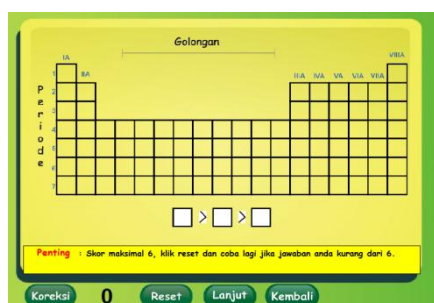 Golongan
IA
VIIIA
IIA
IIIA IVA VA VIA VIIA
Periode
1
2
3
4
5
6
7
> >
Penting : Skor maksimal 6, klik reset dan coba lagi jika jawaban anda kurang dari 6.
Koreksi 0 Reset Lanjut Kembali